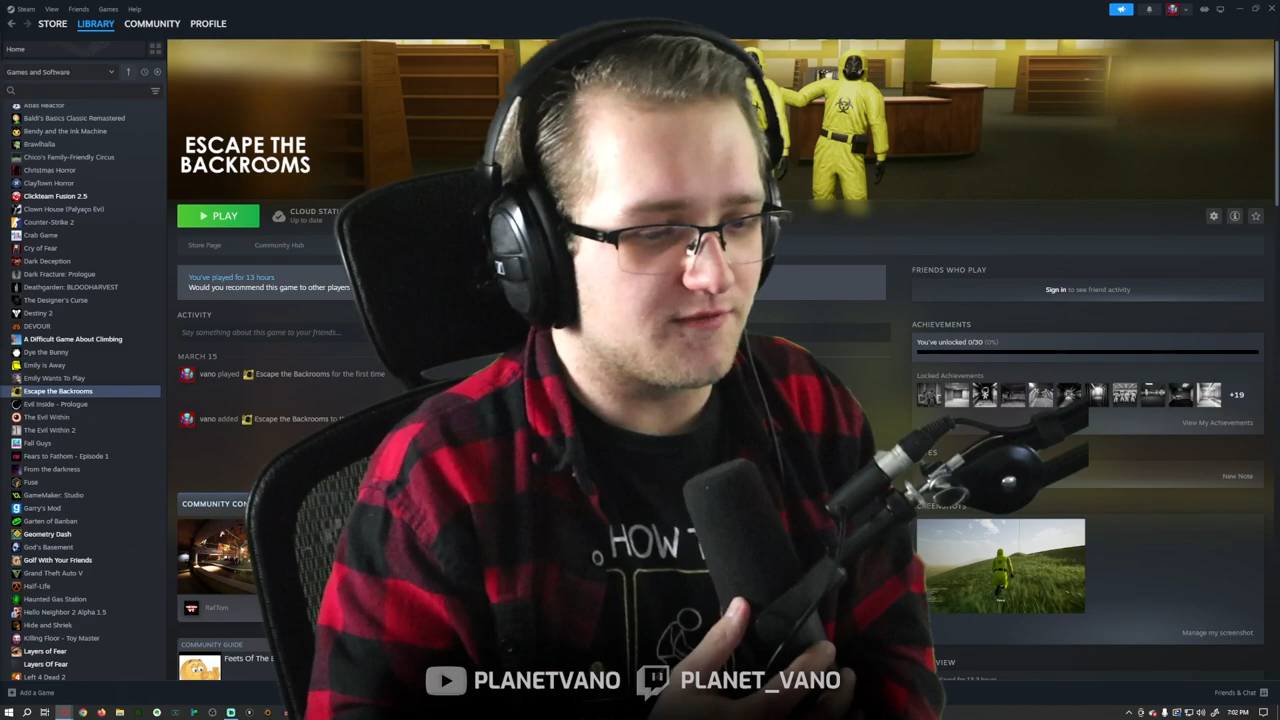 Steam View Friends Games Help
STORE LIBRARY COMMUNITY PROFILE
Home
Games and Software
Atlas Reactor
Baldi's Basics Classic Remastered
Bendy and the Ink Machine
Brawlhalla
Chico's Family-Friendly Circus
Christmas Horror
ClayTown Horror
Clickteam Fusion 2.5
Clown House (Palyaço Evi)
Counter-Strike 2
Crab Game
Cry of Fear
Dark Deception
Dark Fracture: Prologue
Deathgarden: BLOODHARVEST
The Designer's Curse
Destiny 2
DEVOUR
A Difficult Game About Climbing
Dye the Bunny
Emily is Away
Emily Wants To Play
Escape the Backrooms
Evil Inside - Prologue
The Evil Within
The Evil Within 2
Fall Guys
Fears to Fathom - Episode 1
From the darkness
Fuse
GameMaker: Studio
Garry's Mod
Garten of Banban
Geometry Dash
God's Basement
Golf With Your Friends
Grand Theft Auto V
Half-Life
Haunted Gas Station
Hello Neighbor 2 Alpha 1.5
Hide and Shriek
Killing Floor - Toy Master
Layers of Fear
Layers Of Fear
Left 4 Dead 2
Add a Game
ESCAPE THE
BACKROOMS
PLAY
CLOUD STATU
Up to date
Store Page Community Hub
You've played for 13 hours
Would you recommend this game to other players
ACTIVITY
Say something about this game to your friends...
MARCH 15
vano played Escape the Backrooms for the first time
vano added Escape the Backrooms to th
COMMUNITY CON
RafTom
COMMUNITY GUIDE
Feets Of The B
FRIENDS WHO PLAY
Sign in to see friend activity
ACHIEVEMENTS
You've unlocked 0/30 (0%)
Locked Achievements
+19
View My Achievements
New Note
SCREENSHOTS
Manage my screenshot
HOW T
PLANETVANO PLANET_VANO
Friends & Chat
7:02 PM